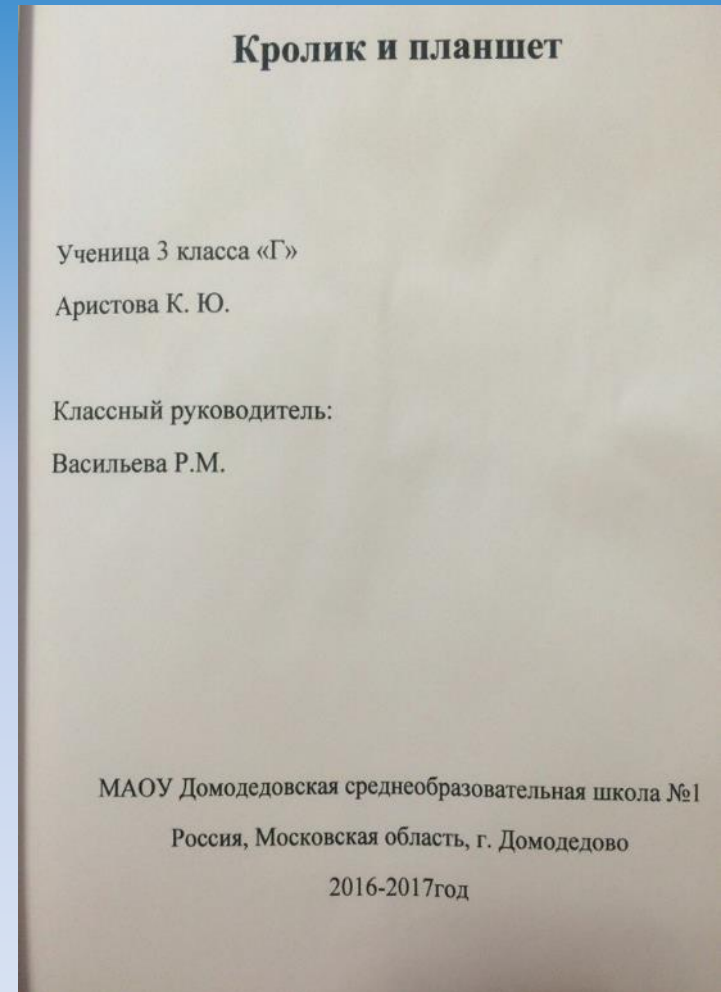 Кролик и планшет
Ученица 3 класса «Г»
Аристова К. Ю.
Классный руководитель:
Васильева Р.М.
МАОУ Домодедовская среднеобразовательная школа №1
Россия, Московская область, г. Домодедово
2016-2017год